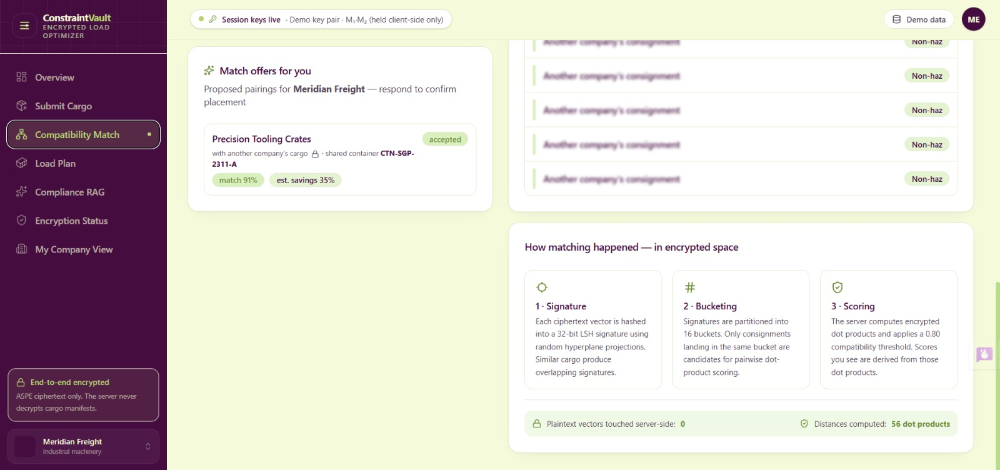 ConstraintVault
ENCRYPTED LOAD
OPTIMIZER
Overview
Submit Cargo
Compatibility Match
Load Plan
Compliance RAG
Encryption Status
My Company View
End-to-end encrypted
ASPE ciphertext only. The server never
decrypts cargo manifests.
Meridian Freight
Industrial machinery
Session keys live · Demo key pair · M₁·M₂ (held client-side only)
Demo data
ME
Match offers for you
Proposed pairings for Meridian Freight — respond to confirm
placement
Precision Tooling Crates
accepted
with another company's cargo · shared container CTN-SGP-
2311-A
match 91%
est. savings 35%
Another company's consignment Non-haz
Another company's consignment Non-haz
Another company's consignment Non-haz
Another company's consignment Non-haz
Another company's consignment Non-haz
How matching happened — in encrypted space
1 · Signature
Each ciphertext vector is hashed
into a 32-bit LSH signature using
random hyperplane projections.
Similar cargo produce
overlapping signatures.
2 · Bucketing
Signatures are partitioned into
16 buckets. Only consignments
landing in the same bucket are
candidates for pairwise dot-
product scoring.
3 · Scoring
The server computes encrypted
dot products and applies a 0.80
compatibility threshold. Scores
you see are derived from those
dot products.
Plaintext vectors touched server-side: 0
Distances computed: 56 dot products